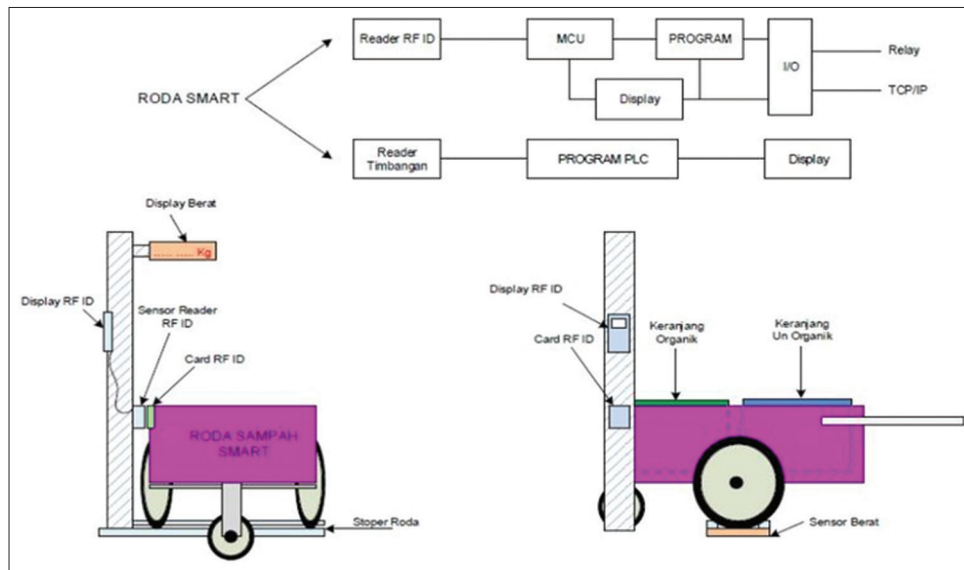 Reader RF ID
MCU
PROGRAM
I/O
Relay
TCP/IP
RODA SMART
Display
Reader
Timbangan
PROGRAM PLC
Display
Display Berat
..... ..... Kg
Display RF ID
Sensor Reader
RF ID
Card RF ID
RODA SAMPAH
SMART
Stoper Roda
Display RF ID
Card RF ID
Keranjang
Organik
Keranjang
Un Organik
Sensor Berat